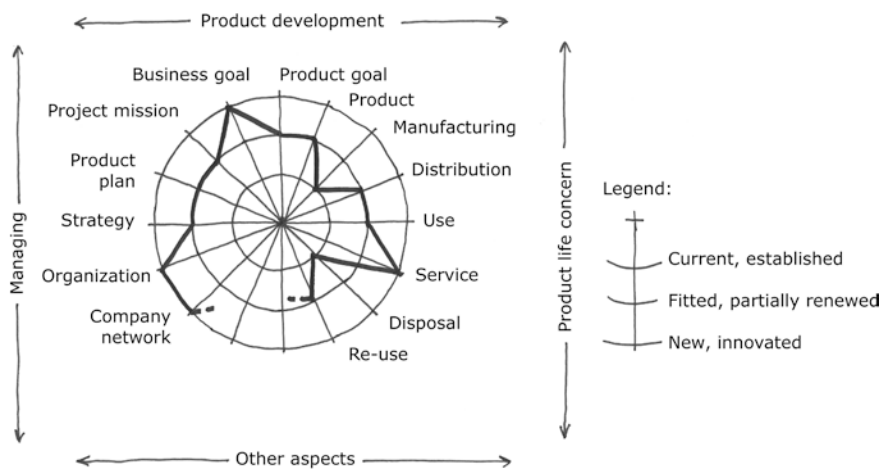 Product development
Business goal
Product goal
Project mission
Product
Manufacturing
Product
plan
Distribution
Legend:
Strategy
Use
Managing
Product life concern
Current, established
Organization
Service
Fitted, partially renewed
Company
network
Disposal
New, innovated
Re-use
Other aspects